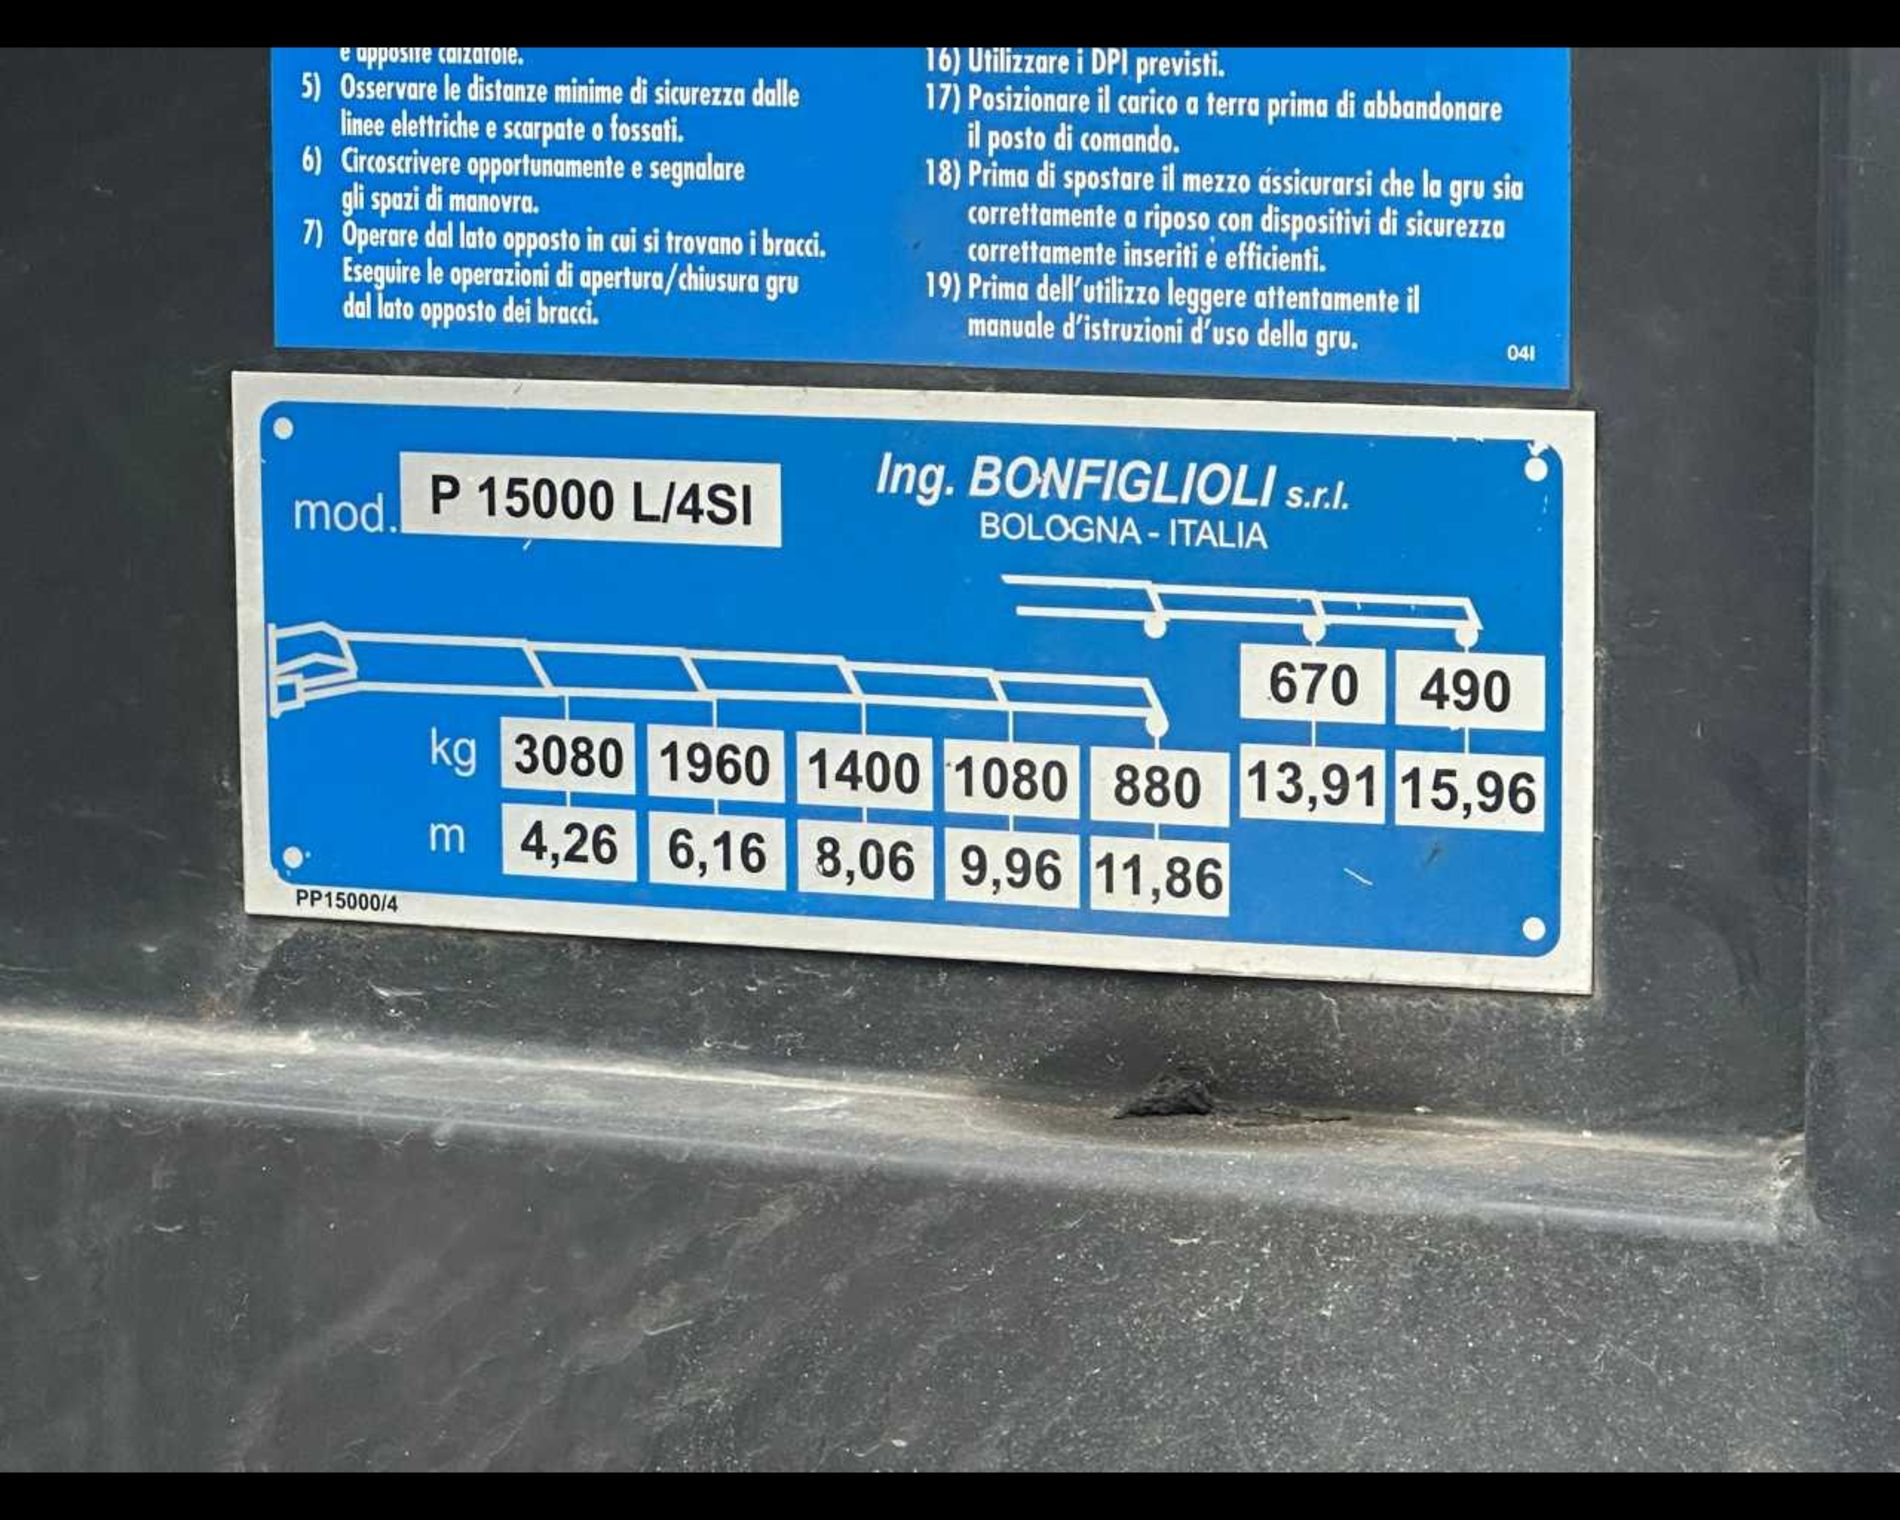 e apposite calzatoie.
5) Osservare le distanze minime di sicurezza dalle
linee elettriche e scarpate o fossati.
6) Circoscrivere opportunamente e segnalare
gli spazi di manovra.
7) Operare dal lato opposto in cui si trovano i bracci.
Eseguire le operazioni di apertura/chiusura gru
dal lato opposto dei bracci.
16) Utilizzare i DPI previsti.
17) Posizionare il carico a terra prima di abbandonare
il posto di comando.
18) Prima di spostare il mezzo assicurarsi che la gru sia
correttamente a riposo con dispositivi di sicurezza
correttamente inseriti e efficienti.
19) Prima dell'utilizzo leggere attentamente il
manuale d'istruzioni d'uso della gru.
04I
mod. P 15000 L/4SI
Ing. BONFIGLIOLI s.r.l.
BOLOGNA - ITALIA
670 490
kg 3080 1960 1400 1080 880 13,91 15,96
m 4,26 6,16 8,06 9,96 11,86
PP15000/4